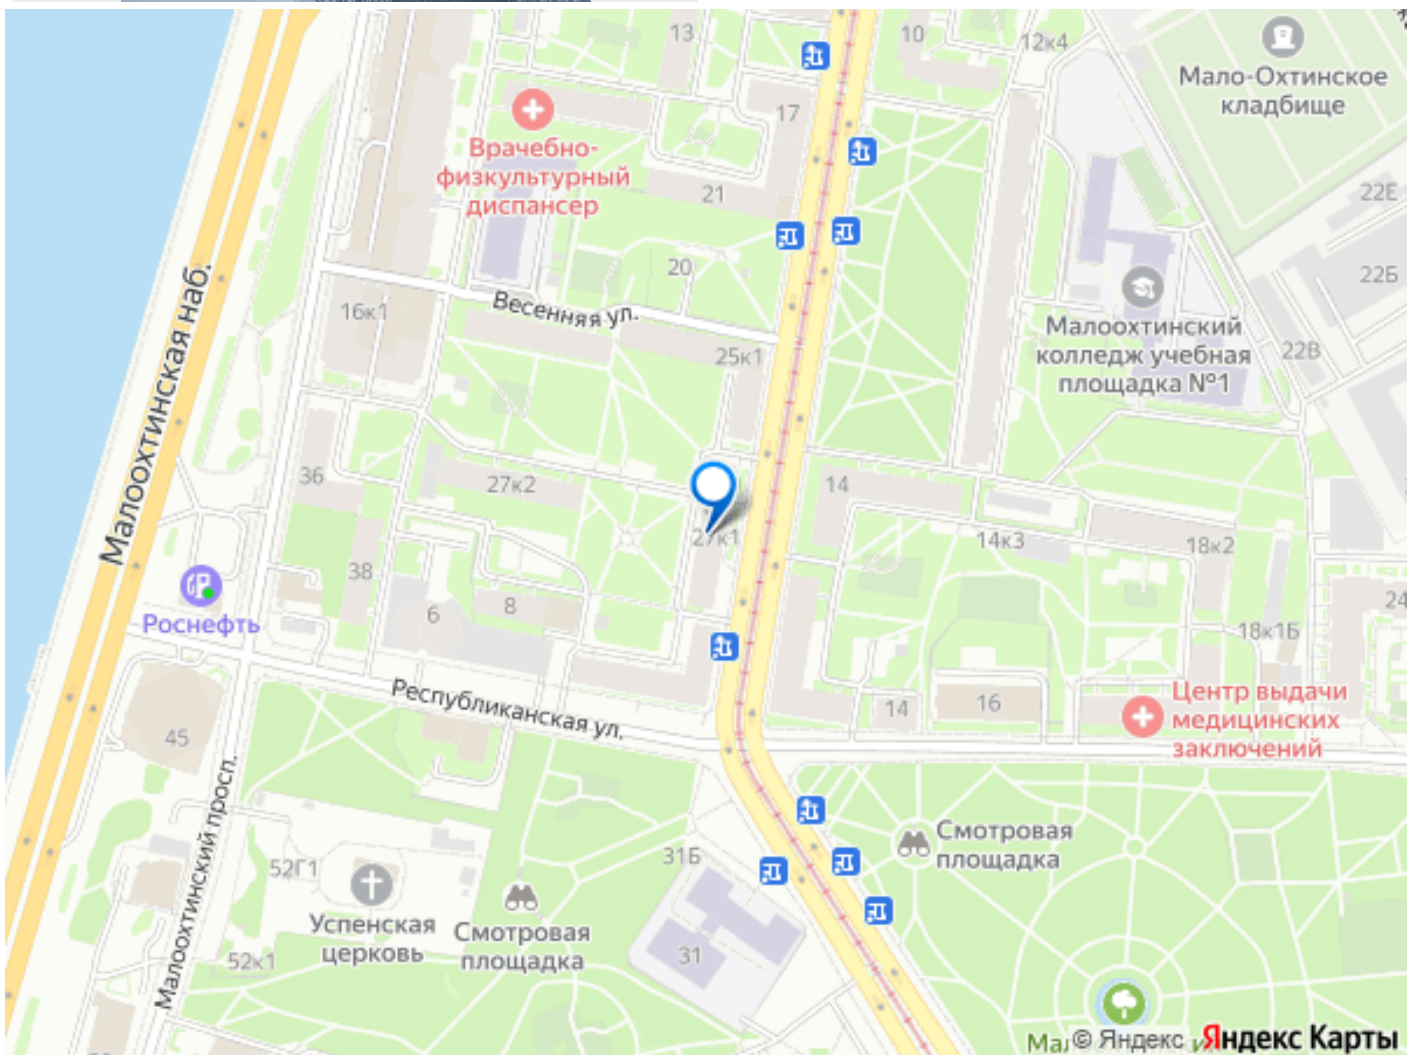 13
10
12к4
Мало-Охтинское
кладбище
17
Врачебно-
физкультурный
диспансер
21
22Е
20
22Б
Малоохтинская наб.
16к1
Весенняя ул.
25к1
Малоохтинский
колледж учебная
площадка №1
22В
36
27к2
14
27к1
14к3
18к2
38
Роснефть
6
8
24
18к1Б
Республиканская ул.
14
16
Центр выдачи
медицинских
заключений
45
Малоохтинский просп.
Смотровая
площадка
31Б
52Г1
Успенская
церковь
Смотровая
площадка
52к1
31
© Яндекс
Яндекс Карты